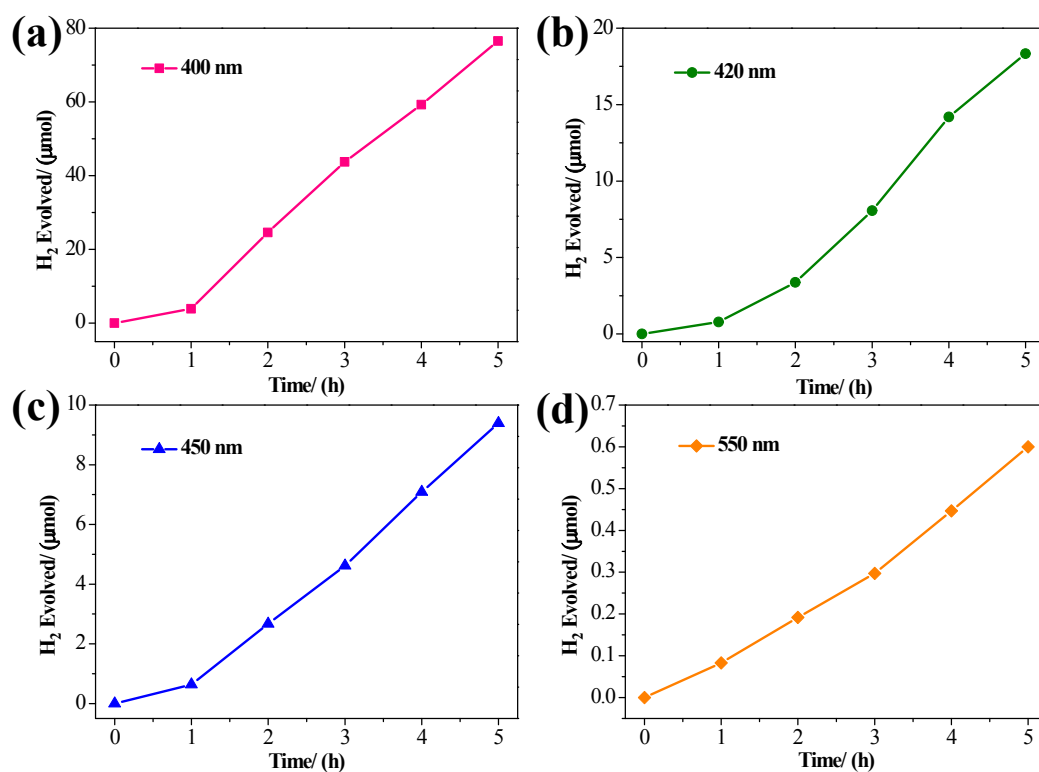 (a)
400 nm
H₂ Evolved/ (μmol)
80
60
40
20
0
0 1 2 3 4 5
Time/ (h)
(b)
420 nm
H₂ Evolved/ (μmol)
20
15
10
5
0
0 1 2 3 4 5
Time/ (h)
(c)
450 nm
H₂ Evolved/ (μmol)
10
8
6
4
2
0
0 1 2 3 4 5
Time/ (h)
(d)
550 nm
H₂ Evolved/ (μmol)
0.7
0.6
0.5
0.4
0.3
0.2
0.1
0.0
0 1 2 3 4 5
Time/ (h)